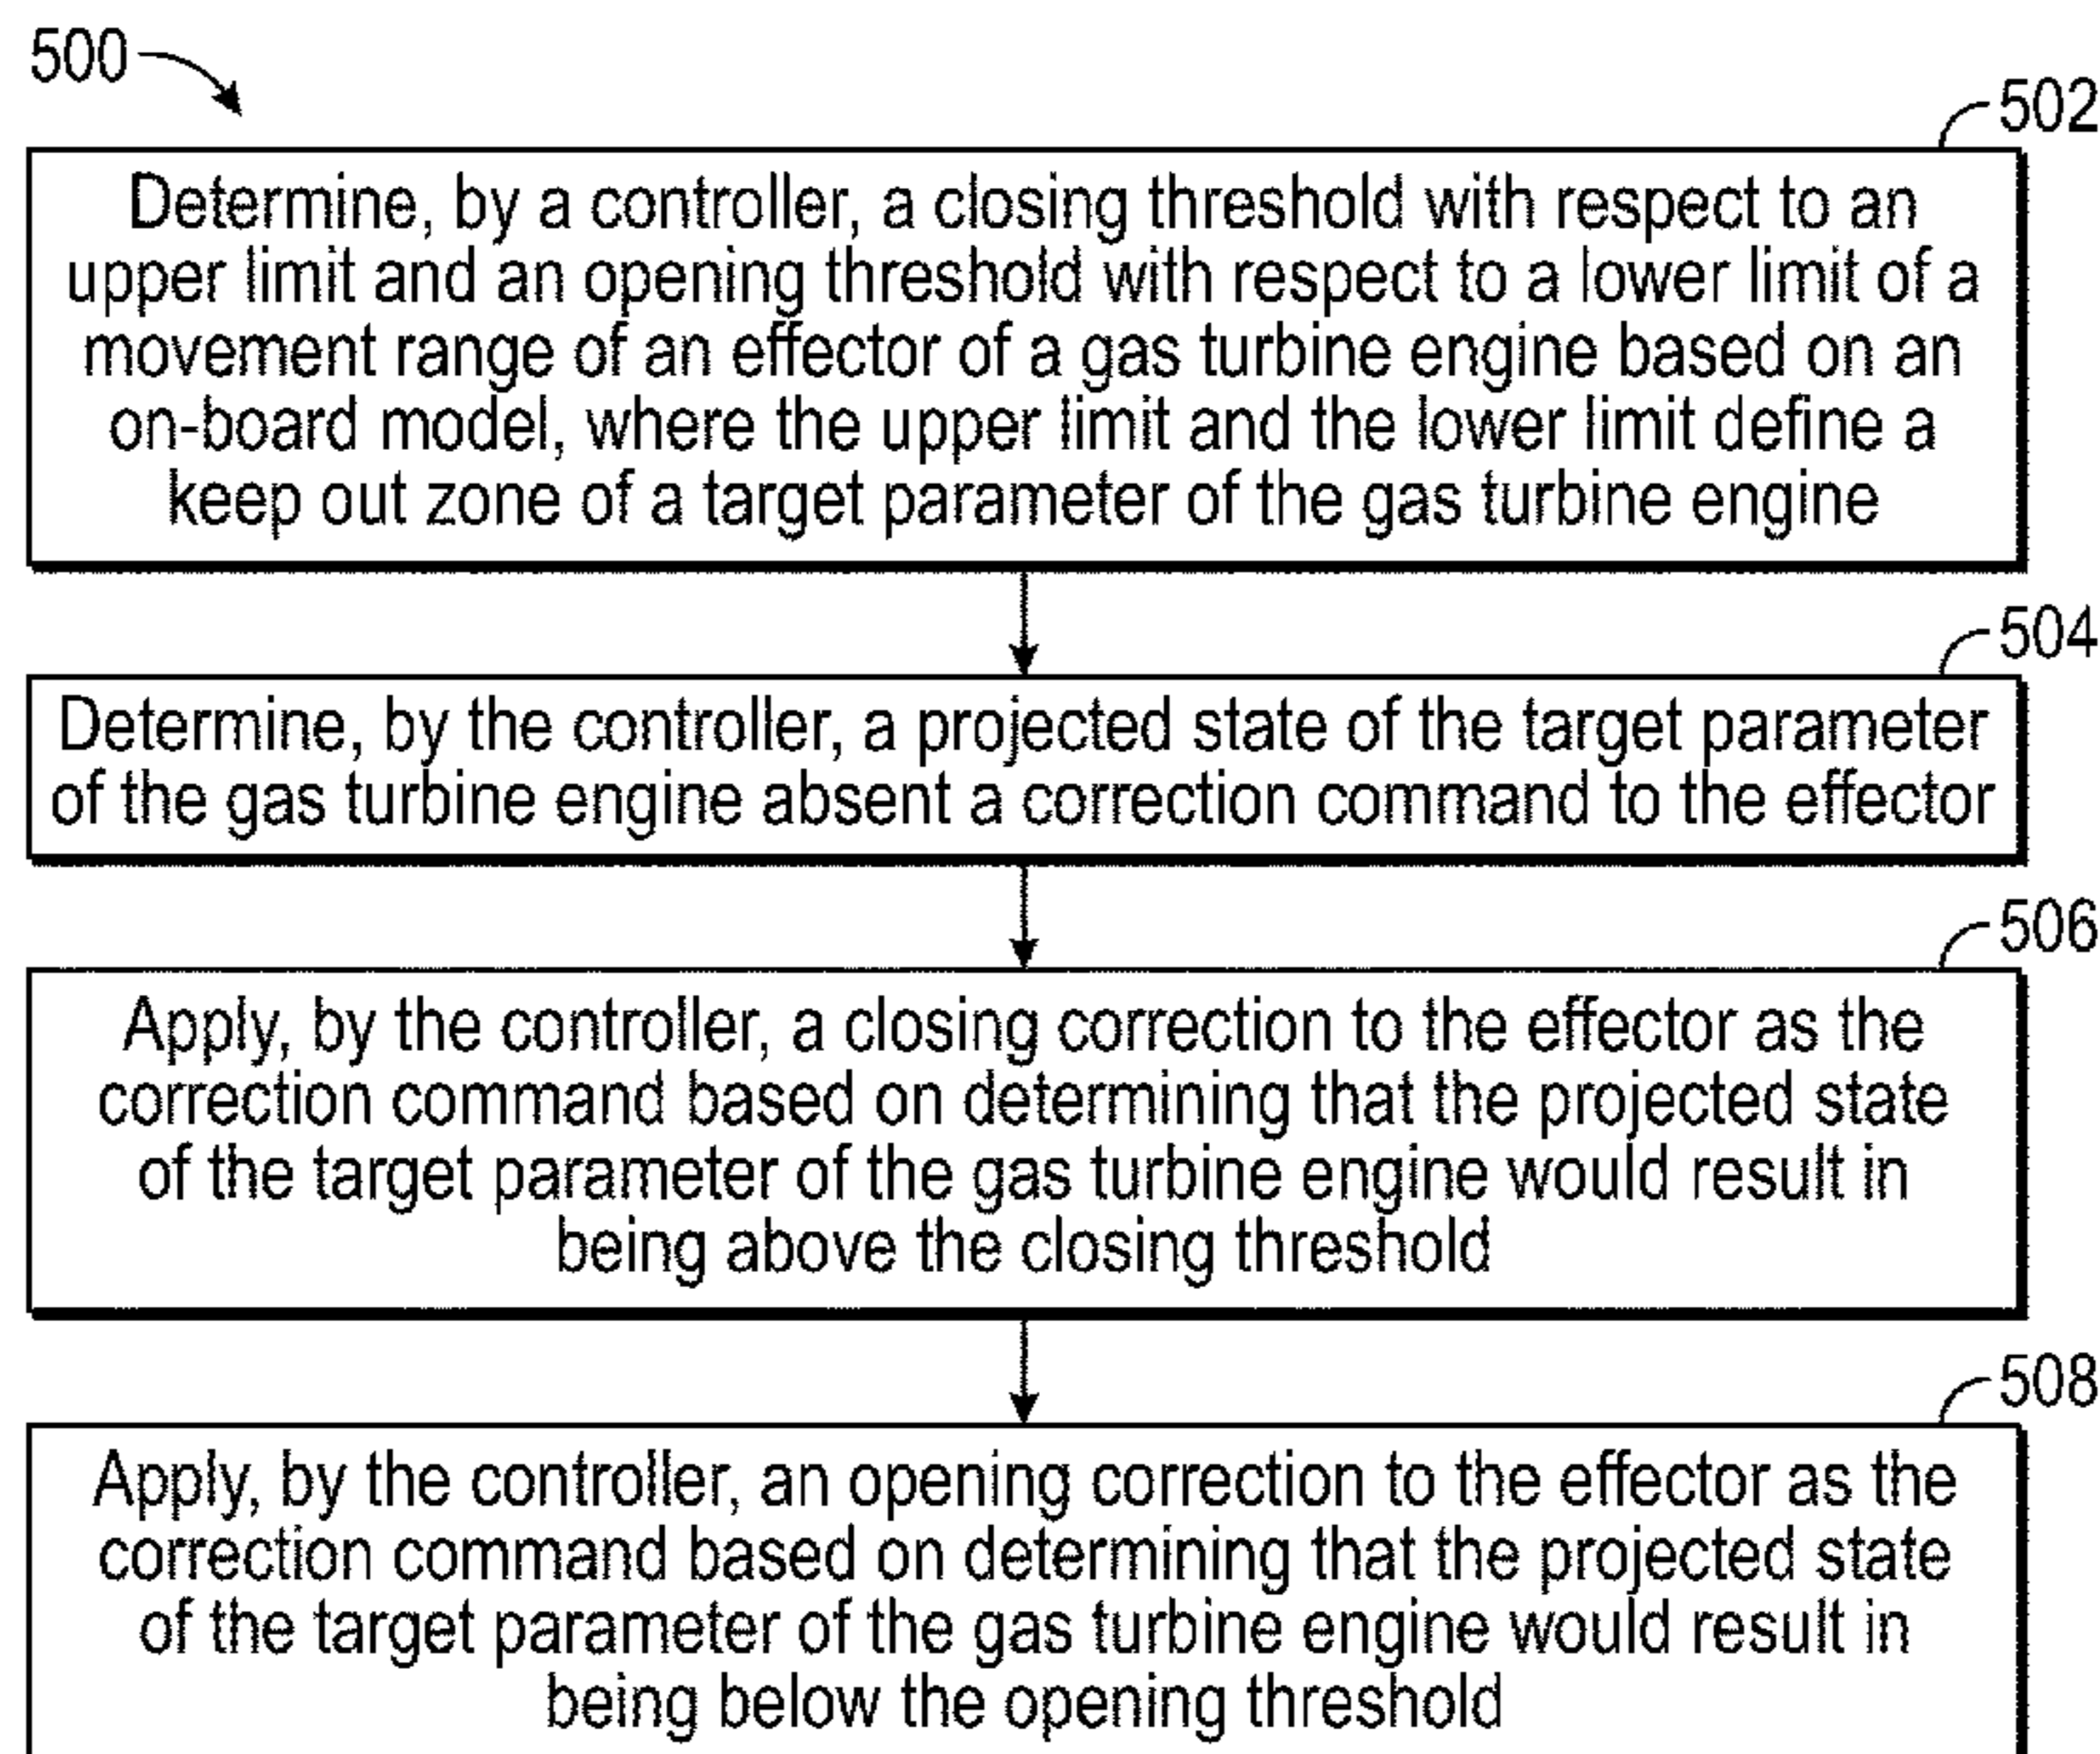 500
502
Determine, by a controller, a closing threshold with respect to an
upper limit and an opening threshold with respect to a lower limit of a
movement range of an effector of a gas turbine engine based on an
on-board model, where the upper limit and the lower limit define a
keep out zone of a target parameter of the gas turbine engine
504
Determine, by the controller, a projected state of the target parameter
of the gas turbine engine absent a correction command to the effector
506
Apply, by the controller, a closing correction to the effector as the
correction command based on determining that the projected state
of the target parameter of the gas turbine engine would result in
being above the closing threshold
508
Apply, by the controller, an opening correction to the effector as the
correction command based on determining that the projected state
of the target parameter of the gas turbine engine would result in
being below the opening threshold